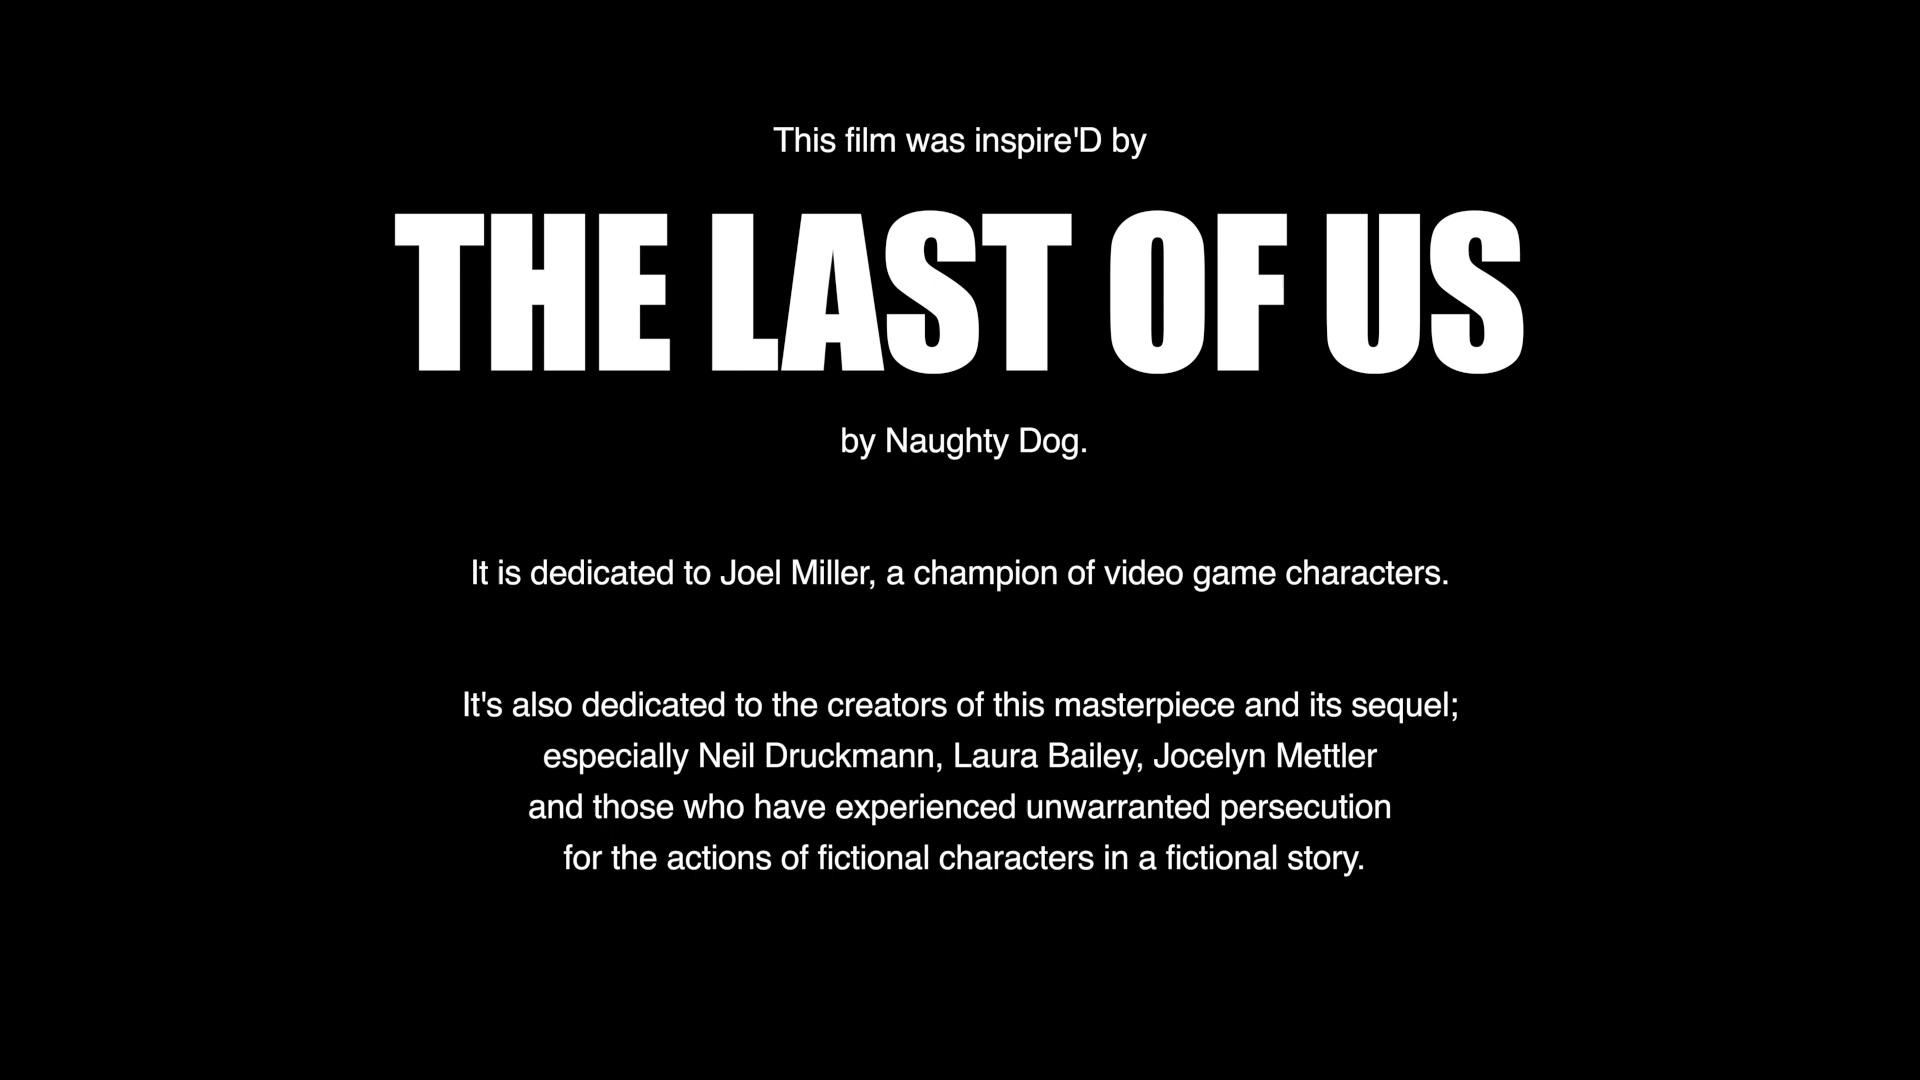 This film was inspire'D by
THE LAST OF US
by Naughty Dog.
It is dedicated to Joel Miller, a champion of video game characters.
It's also dedicated to the creators of this masterpiece and its sequel;
especially Neil Druckmann, Laura Bailey, Jocelyn Mettler
and those who have experienced unwarranted persecution
for the actions of fictional characters in a fictional story.